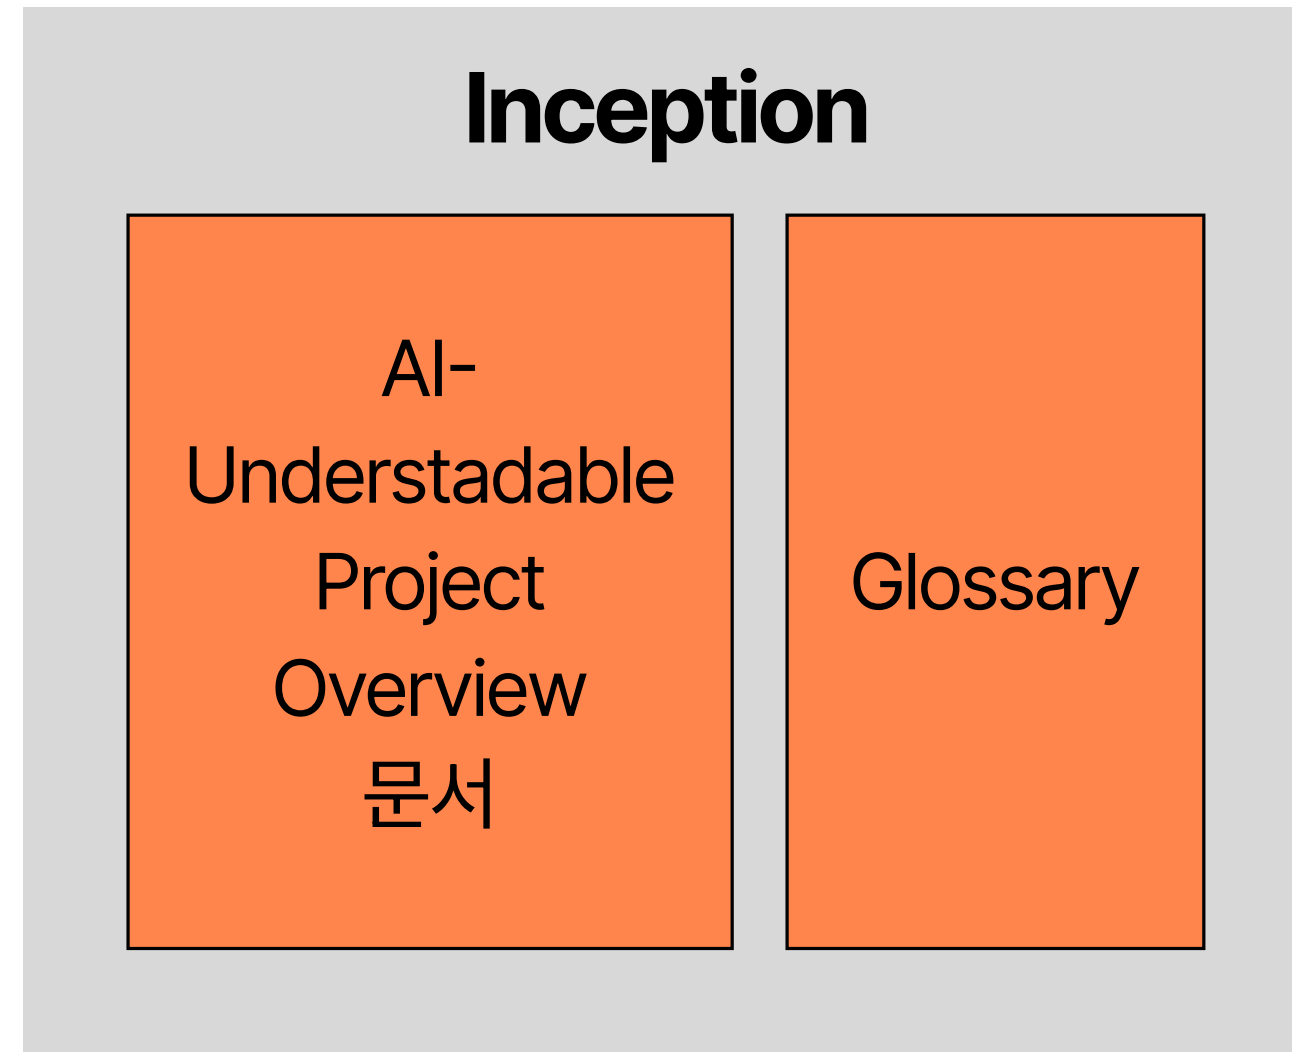 Inception
AI-
Understadable
Project
Overview
문서
Glossary